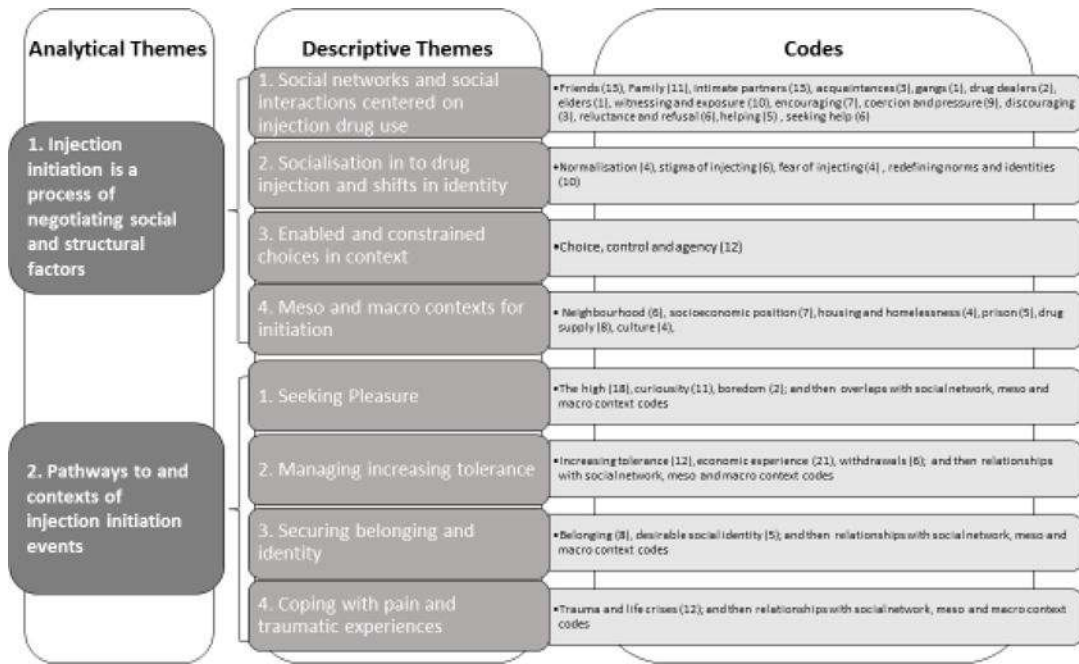 Analytical Themes
Descriptive Themes
Codes
1. Injection
initiation is a
process of
negotiating social
and structural
factors
1. Social networks and social
interactions centered on
injection drug use
•Friends (15), Family (11), intimate partners (15), acquaintences (3), gangs (1), drug dealers (2),
elders (1), witnessing and exposure (10), encouraging (7), coercion and pressure (9), discouraging
(3), reluctance and refusal (6), helping (5) , seeking help (6)
2. Socialisation in to drug
injection and shifts in identity
•Normalisation (4), stigma of injecting (6), fear of injecting (4) , redefining norms and identities
(10)
3. Enabled and constrained
choices in context
•Choice, control and agency (12)
4. Meso and macro contexts for
initiation
• Neighbourhood (6), socioeconomic position (7), housing and homelessness (4), prison (5), drug
supply (8), culture (4),
2. Pathways to and
contexts of
injection initiation
events
1. Seeking Pleasure
•The high (18), curiousity (11), boredom (2); and then overlaps with social network, meso and
macro context codes
2. Managing increasing tolerance
•Increasing tolerance (12), economic experience (21), withdrawals (6); and then relationships
with social network, meso and macro context codes
3. Securing belonging and
identity
•Belonging (8), desirable social identity (5); and then relationships with social network, meso and
macro context codes
4. Coping with pain and
traumatic experiences
•Trauma and life crises (12); and then relationships with social network, meso and macro context
codes